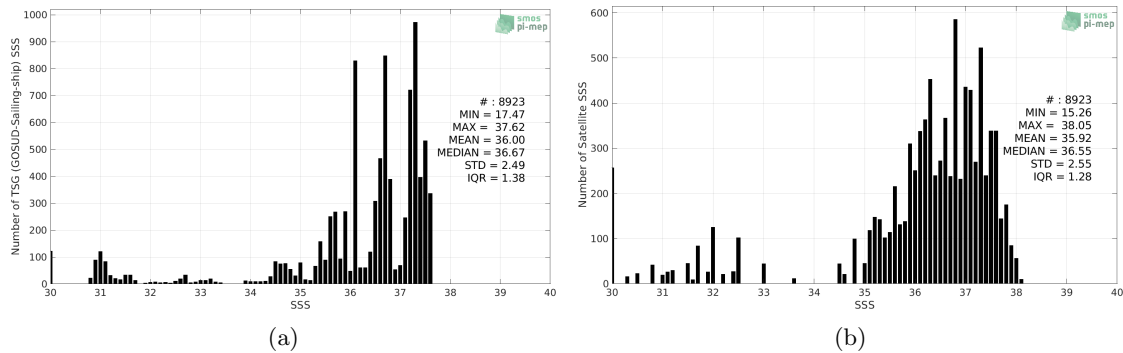 smos
pi-mep
Number of TSG (GOSUD-Sailing-ship) SSS
1000
900
800
700
600
500
400
300
200
100
0
# : 8923
MIN = 17.47
MAX = 37.62
MEAN = 36.00
MEDIAN = 36.67
STD = 2.49
IQR = 1.38
30 31 32 33 34 35 36 37 38 39 40
SSS
(a)
smos
pi-mep
Number of Satellite SSS
600
500
400
300
200
100
0
# : 8923
MIN = 15.26
MAX = 38.05
MEAN = 35.92
MEDIAN = 36.55
STD = 2.55
IQR = 1.28
30 31 32 33 34 35 36 37 38 39 40
SSS
(b)